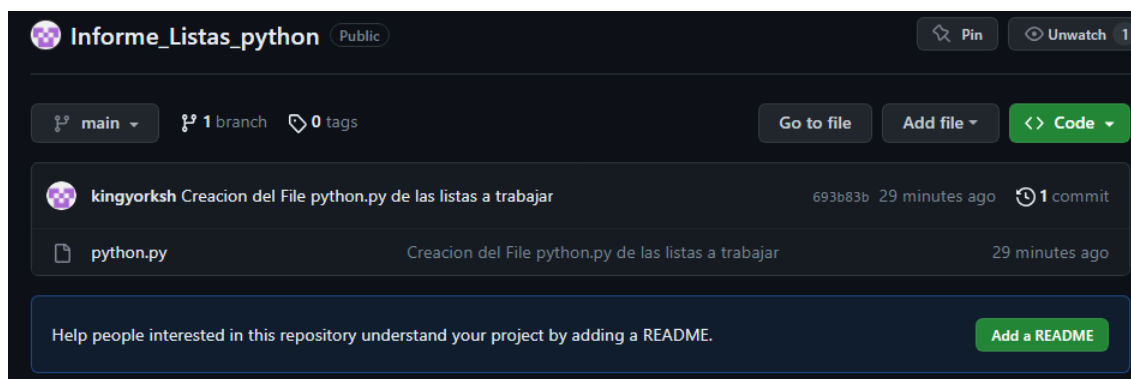 Informe_Listas_python Public Pin Unwatch 1
main 1 branch 0 tags Go to file Add file <> Code
kingyorksh Creacion del File python.py de las listas a trabajar 693b83b 29 minutes ago 1 commit
python.py Creacion del File python.py de las listas a trabajar 29 minutes ago
Help people interested in this repository understand your project by adding a README. Add a README